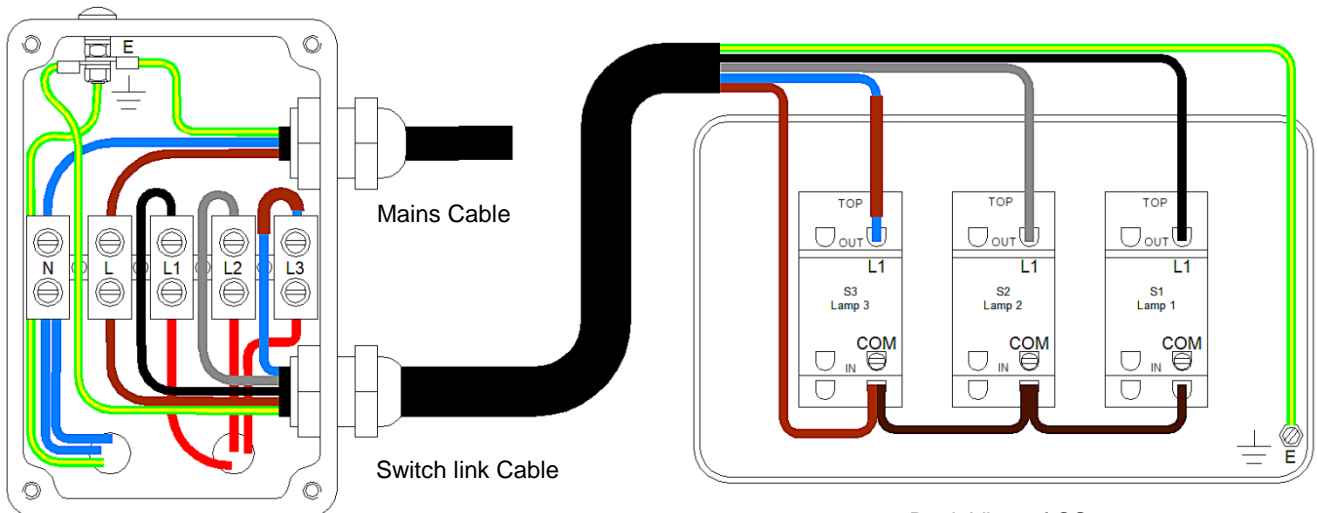 E
N L L1 L2 L3
Mains Cable
Switch link Cable
TOP
OUT
L1
S3
Lamp 3
COM
IN
TOP
OUT
L1
S2
Lamp 2
COM
IN
TOP
OUT
L1
S1
Lamp 1
COM
IN
E